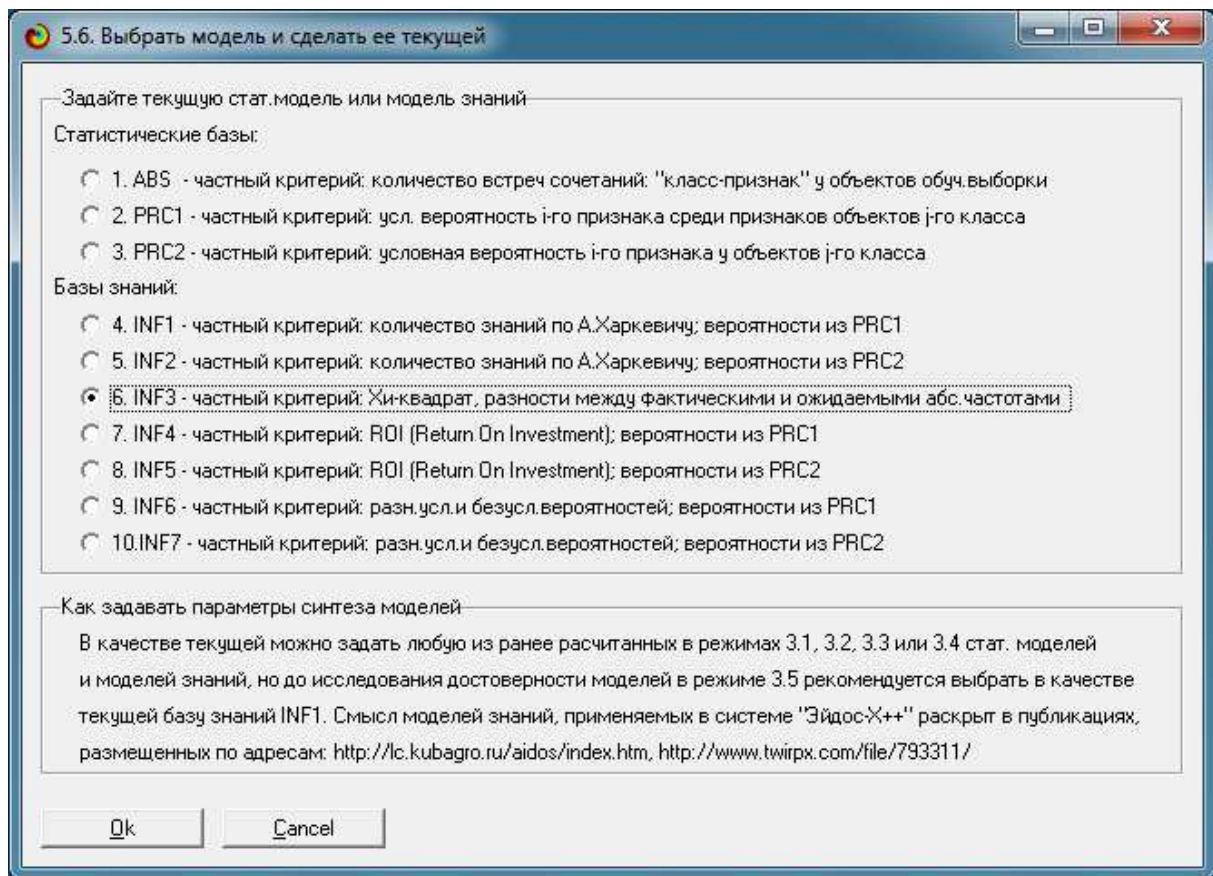 5.6. Выбрать модель и сделать ее текущей
Задайте текущую стат.модель или модель знаний
Статистические базы:
1. ABS - частный критерий: количество встреч сочетаний: "класс-признак" у объектов обуч.выборки
2. PRC1 - частный критерий: усл. вероятность i-го признака среди признаков объектов j-го класса
3. PRC2 - частный критерий: условная вероятность i-го признака у объектов j-го класса
Базы знаний:
4. INF1 - частный критерий: количество знаний по А.Харкевичу; вероятности из PRC1
5. INF2 - частный критерий: количество знаний по А.Харкевичу; вероятности из PRC2
6. INF3 - частный критерий: Хи-квадрат, разности между фактическими и ожидаемыми абс.частотами
7. INF4 - частный критерий: ROI (Return On Investment); вероятности из PRC1
8. INF5 - частный критерий: ROI (Return On Investment); вероятности из PRC2
9. INF6 - частный критерий: разн.усл.и безусл.вероятностей; вероятности из PRC1
10.INF7 - частный критерий: разн.усл.и безусл.вероятностей; вероятности из PRC2
Как задавать параметры синтеза моделей
В качестве текущей можно задать любую из ранее расчитанных в режимах 3.1, 3.2, 3.3 или 3.4 стат. моделей
и моделей знаний, но до исследования достоверности моделей в режиме 3.5 рекомендуется выбрать в качестве
текущей базу знаний INF1. Смысл моделей знаний, применяемых в системе "Эйдос-X++" раскрыт в публикациях,
размещенных по адресам: http://lc.kubagro.ru/aidos/index.htm, http://www.twirpx.com/file/793311/
Ok Cancel